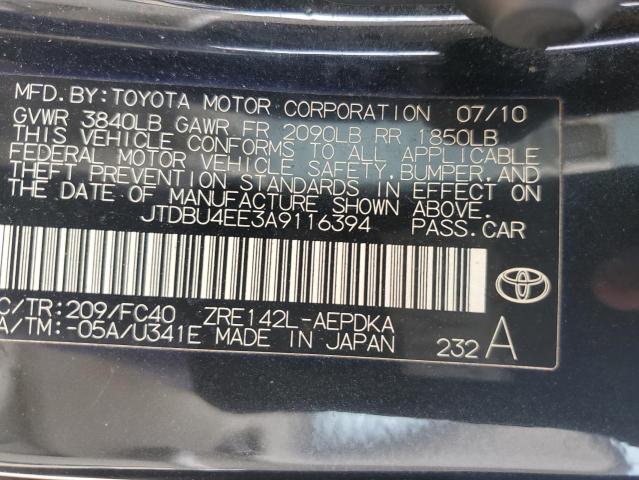 MFD.BY:TOYOTA MOTOR CORPORATION 07/10
GVWR 3840LB GAWR FR 2090LB RR 1850LB
THIS VEHICLE CONFORMS TO ALL APPLICABLE
FEDERAL MOTOR VEHICLE SAFETY,BUMPER,AND
THEFT PREVENTION STANDARDS IN EFFECT ON
THE DATE OF MANUFACTURE SHOWN ABOVE.
JTDBU4EE3A9116394 PASS.CAR
C/TR:209/FC40 ZRE142L-AEPDKA
A/TM:-05A/U341E MADE IN JAPAN 232 A
TOYOTA